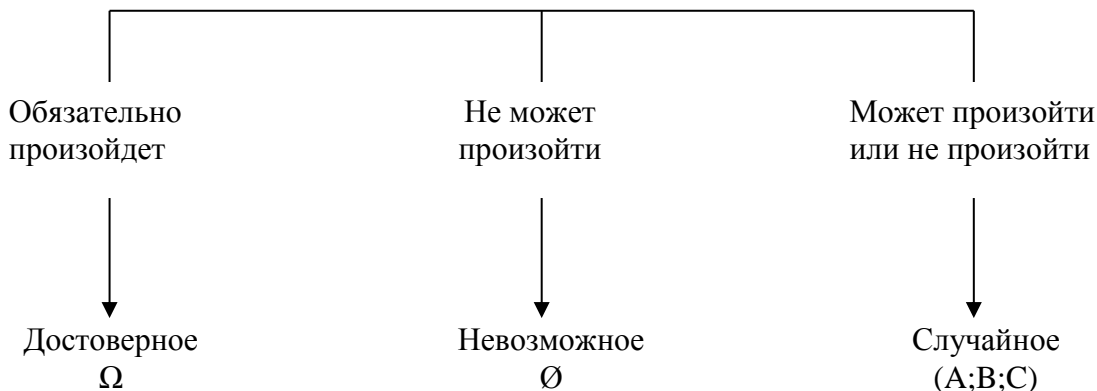 Обязательно
произойдет
Не может
произойти
Может произойти
или не произойти
Достоверное
Ω
Невозможное
Ø
Случайное
(А;В;С)